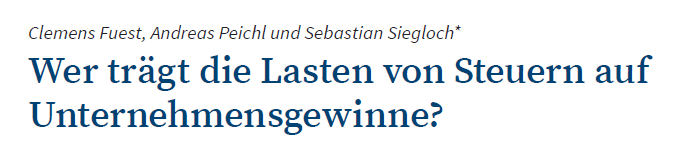 Clemens Fuest, Andreas Peichl und Sebastian Siegloch*
Wer trägt die Lasten von Steuern auf
Unternehmensgewinne?